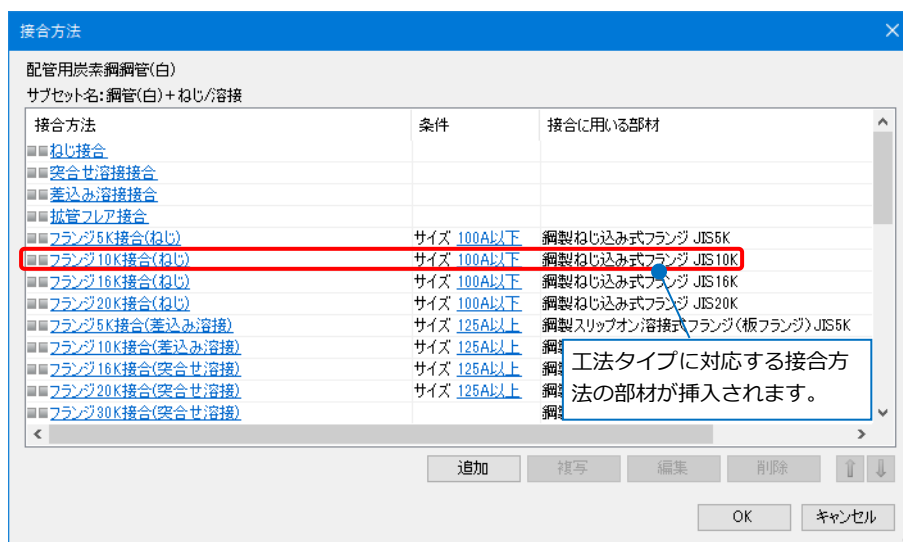 接合方法
配管用炭素鋼鋼管(白)
サブセット名：鋼管(白)+ねじ/溶接
接合方法 条件 接合に用いる部材
ねじ接合
突合せ溶接接合
差込み溶接接合
拡管フレア接合
フランジ5K接合(ねじ) サイズ 100A以下 鋼製ねじ込み式フランジ JIS5K
フランジ10K接合(ねじ) サイズ 100A以下 鋼製ねじ込み式フランジ JIS10K
フランジ16K接合(ねじ) サイズ 100A以下 鋼製ねじ込み式フランジ JIS16K
フランジ20K接合(ねじ) サイズ 100A以下 鋼製ねじ込み式フランジ JIS20K
フランジ5K接合(差込み溶接) サイズ 125A以上 鋼製スリップオン溶接式フランジ(板フランジ) JIS5K
フランジ10K接合(差込み溶接) サイズ 125A以上 鋼
フランジ16K接合(突合せ溶接) サイズ 125A以上 鋼
フランジ20K接合(突合せ溶接) サイズ 125A以上 鋼
フランジ30K接合(突合せ溶接) 鋼
工法タイプに対応する接合方
法の部材が挿入されます。
追加 複写 編集 削除
OK キャンセル